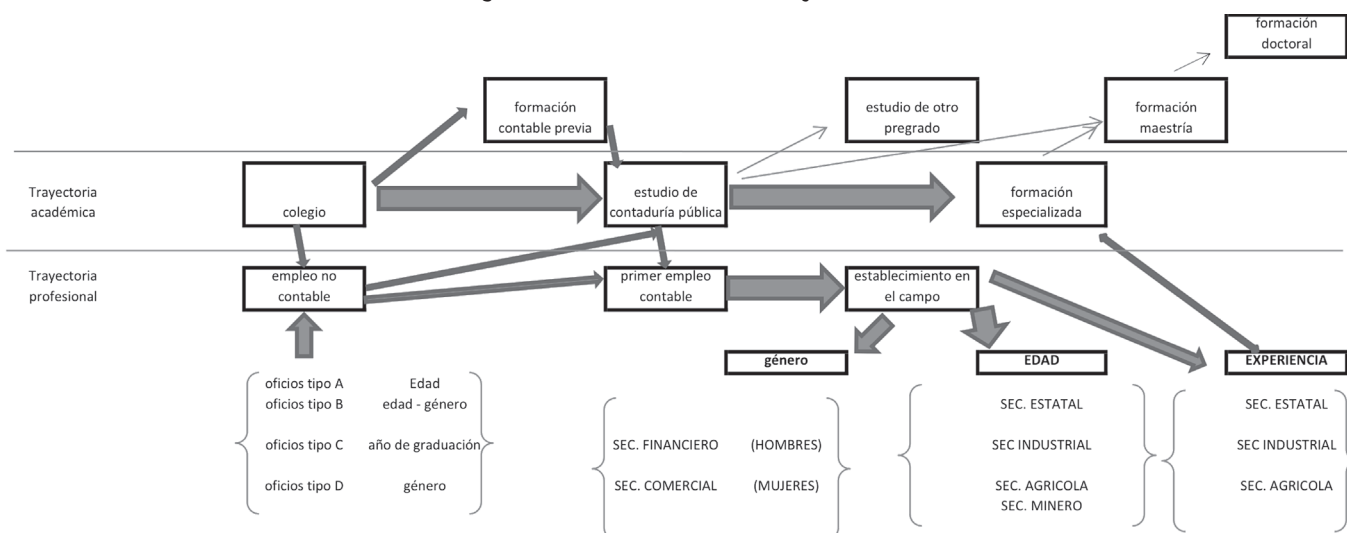 formación
doctoral
formación
contable previa
estudio de otro
pregrado
formación
maestría
Trayectoria
académica
colegio
estudio de
contaduría pública
formación
especializada
Trayectoria
profesional
empleo no
contable
primer empleo
contable
establecimiento en
el campo
género
EDAD
EXPERIENCIA
oficios tipo A Edad
oficios tipo B edad - género
oficios tipo C año de graduación
oficios tipo D género
SEC. FINANCIERO (HOMBRES)
SEC. COMERCIAL (MUJERES)
SEC. ESTATAL
SEC INDUSTRIAL
SEC. AGRICOLA
SEC. MINERO
SEC. ESTATAL
SEC INDUSTRIAL
SEC. AGRICOLA